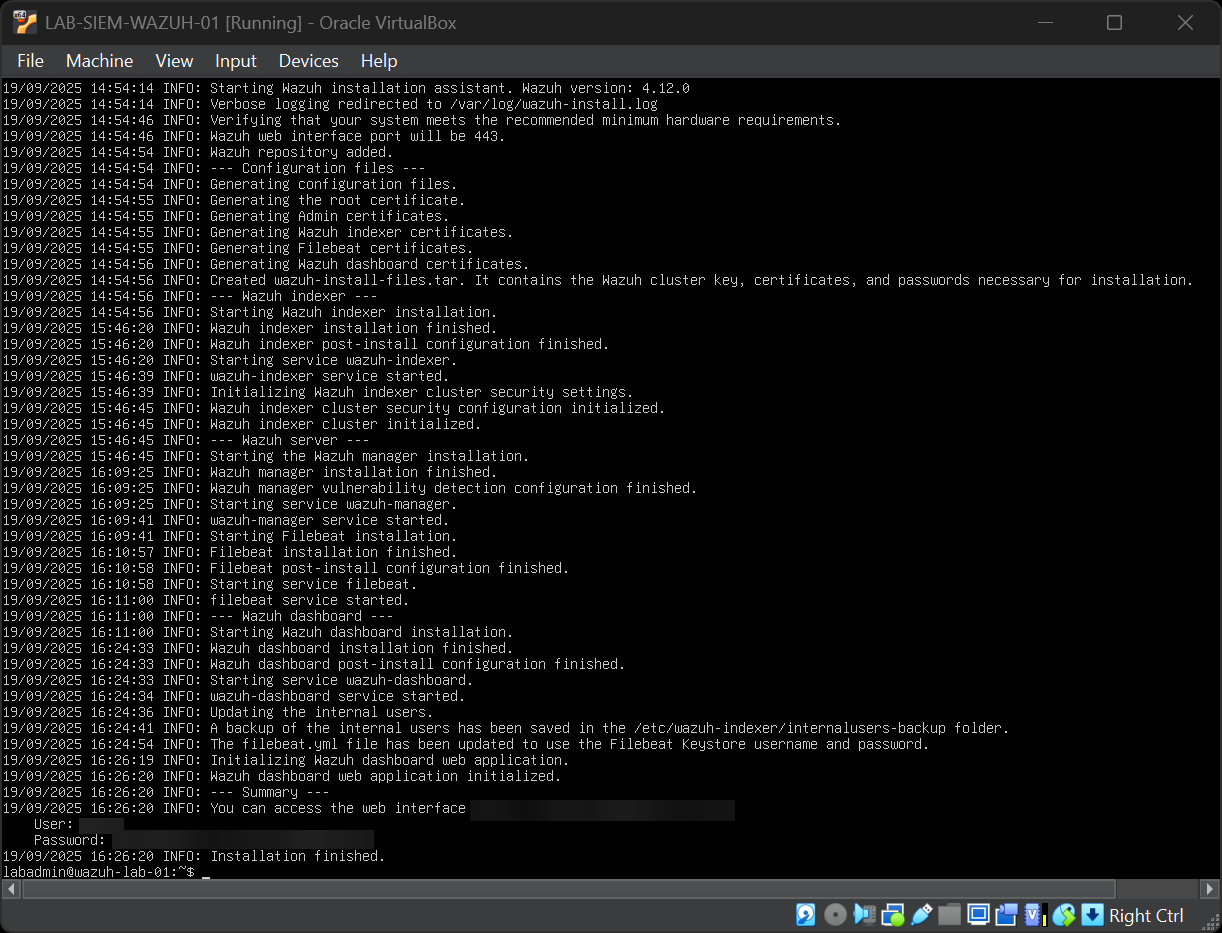 LAB-SIEM-WAZUH-01 [Running] - Oracle VirtualBox
File Machine View Input Devices Help
19/09/2025 14:54:14 INFO: Starting Wazuh installation assistant. Wazuh version: 4.12.0
19/09/2025 14:54:14 INFO: Verbose logging redirected to /var/log/wazuh-install.log
19/09/2025 14:54:46 INFO: Verifying that your system meets the recommended minimum hardware requirements.
19/09/2025 14:54:46 INFO: Wazuh web interface port will be 443.
19/09/2025 14:54:54 INFO: Wazuh repository added.
19/09/2025 14:54:54 INFO: --- Configuration files ---
19/09/2025 14:54:54 INFO: Generating configuration files.
19/09/2025 14:54:55 INFO: Generating the root certificate.
19/09/2025 14:54:55 INFO: Generating Admin certificates.
19/09/2025 14:54:55 INFO: Generating Wazuh indexer certificates.
19/09/2025 14:54:55 INFO: Generating Filebeat certificates.
19/09/2025 14:54:56 INFO: Generating Wazuh dashboard certificates.
19/09/2025 14:54:56 INFO: Created wazuh-install-files.tar. It contains the Wazuh cluster key, certificates, and passwords necessary for installation.
19/09/2025 14:54:56 INFO: --- Wazuh indexer ---
19/09/2025 14:54:56 INFO: Starting Wazuh indexer installation.
19/09/2025 15:46:20 INFO: Wazuh indexer installation finished.
19/09/2025 15:46:20 INFO: Wazuh indexer post-install configuration finished.
19/09/2025 15:46:20 INFO: Starting service wazuh-indexer.
19/09/2025 15:46:39 INFO: wazuh-indexer service started.
19/09/2025 15:46:39 INFO: Initializing Wazuh indexer cluster security settings.
19/09/2025 15:46:45 INFO: Wazuh indexer cluster security configuration initialized.
19/09/2025 15:46:45 INFO: Wazuh indexer cluster initialized.
19/09/2025 15:46:45 INFO: --- Wazuh server ---
19/09/2025 15:46:45 INFO: Starting the Wazuh manager installation.
19/09/2025 16:09:25 INFO: Wazuh manager installation finished.
19/09/2025 16:09:25 INFO: Wazuh manager vulnerability detection configuration finished.
19/09/2025 16:09:25 INFO: Starting service wazuh-manager.
19/09/2025 16:09:41 INFO: wazuh-manager service started.
19/09/2025 16:09:41 INFO: Starting Filebeat installation.
19/09/2025 16:10:57 INFO: Filebeat installation finished.
19/09/2025 16:10:58 INFO: Filebeat post-install configuration finished.
19/09/2025 16:10:58 INFO: Starting service filebeat.
19/09/2025 16:11:00 INFO: filebeat service started.
19/09/2025 16:11:00 INFO: --- Wazuh dashboard ---
19/09/2025 16:11:00 INFO: Starting Wazuh dashboard installation.
19/09/2025 16:24:33 INFO: Wazuh dashboard installation finished.
19/09/2025 16:24:33 INFO: Wazuh dashboard post-install configuration finished.
19/09/2025 16:24:33 INFO: Starting service wazuh-dashboard.
19/09/2025 16:24:34 INFO: wazuh-dashboard service started.
19/09/2025 16:24:36 INFO: Updating the internal users.
19/09/2025 16:24:41 INFO: A backup of the internal users has been saved in the /etc/wazuh-indexer/internalusers-backup folder.
19/09/2025 16:24:54 INFO: The filebeat.yml file has been updated to use the Filebeat Keystore username and password.
19/09/2025 16:26:19 INFO: Initializing Wazuh dashboard web application.
19/09/2025 16:26:20 INFO: Wazuh dashboard web application initialized.
19/09/2025 16:26:20 INFO: --- Summary ---
19/09/2025 16:26:20 INFO: You can access the web interface
User:
Password:
19/09/2025 16:26:20 INFO: Installation finished.
labadmin@wazuh-lab-01:~$ _
Right Ctrl